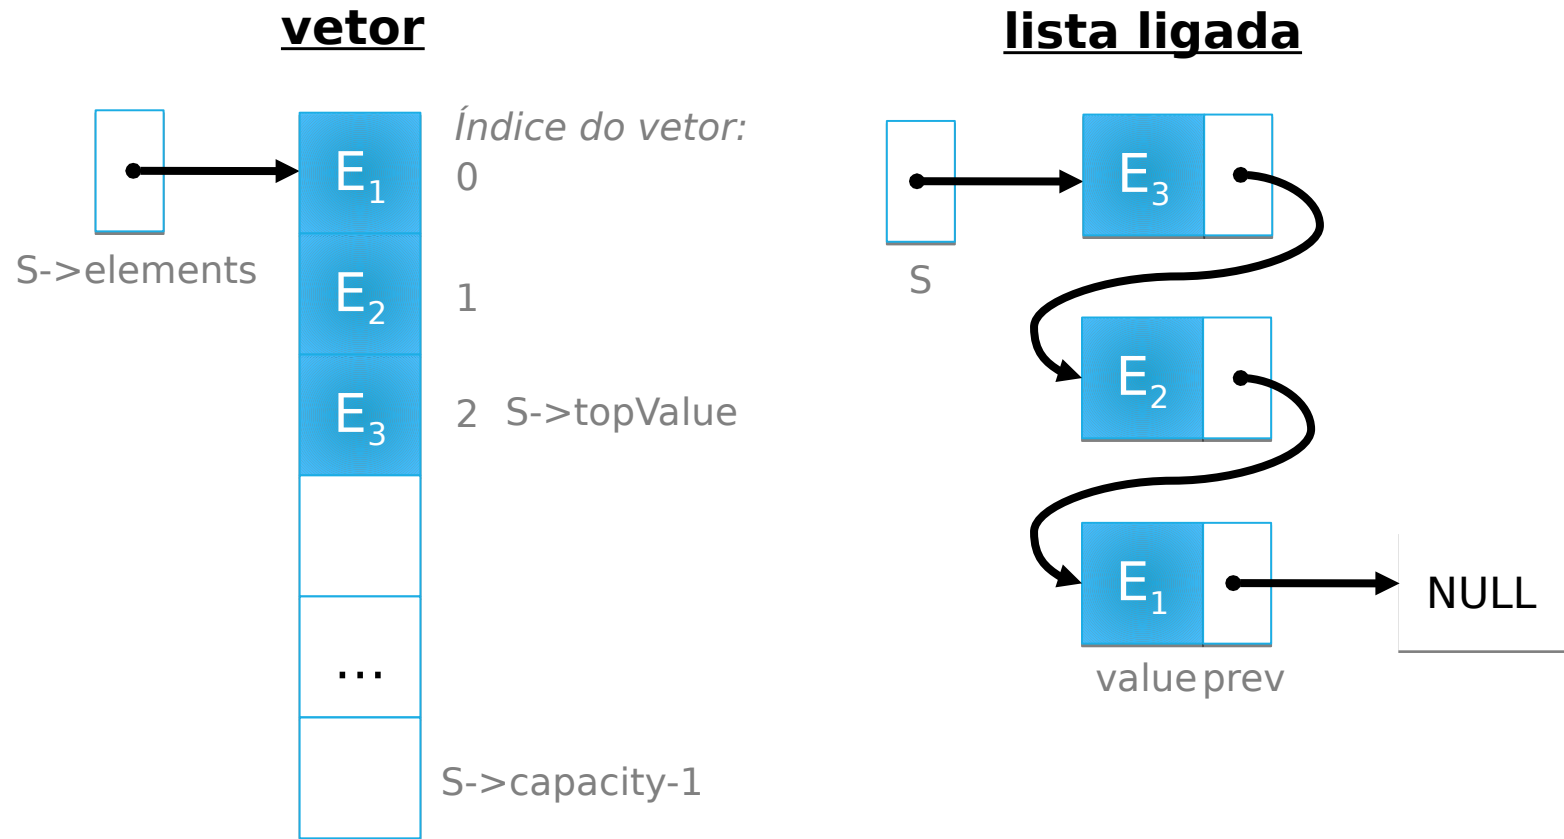 vetor
S->elements
E1
E2
E3
...
Índice do vetor:
0
1
2 S->topValue
S->capacity-1
lista ligada
S
E3
E2
E1
NULL
value prev